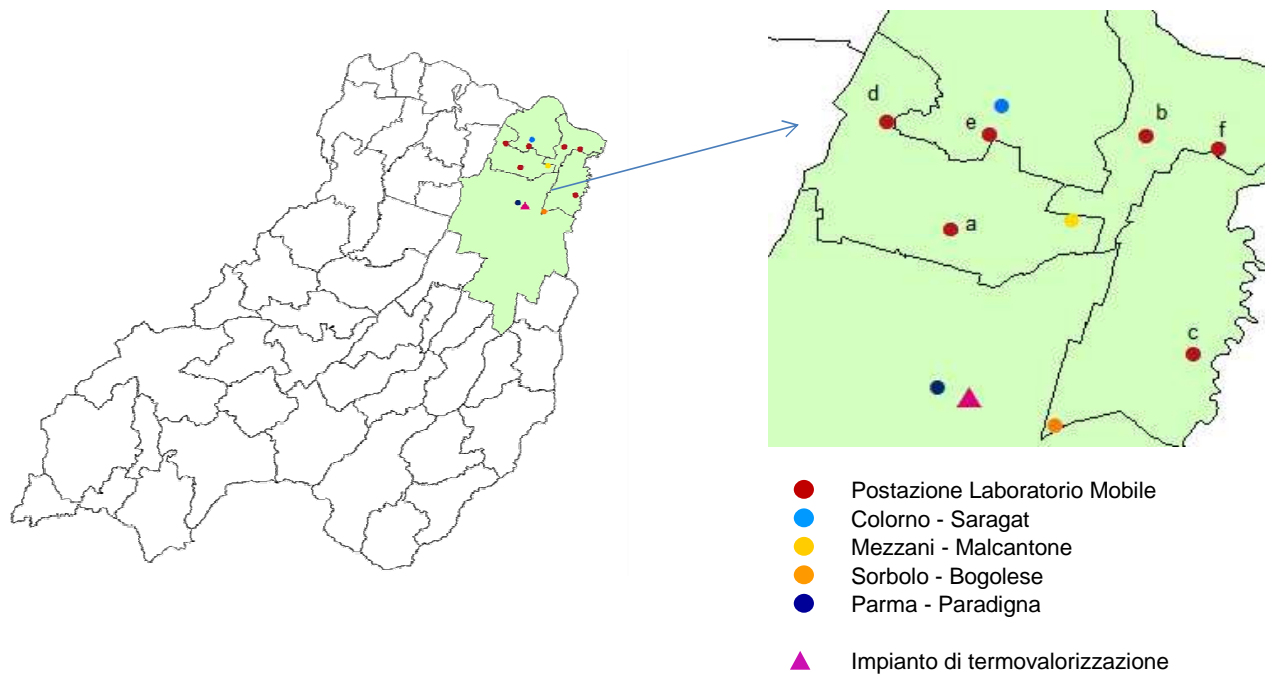 b
d
e
f
a
c
Postazione Laboratorio Mobile
Colorno - Saragat
Mezzani - Malcantone
Sorbolo - Bogolese
Parma - Paradigna
Impianto di termovalorizzazione